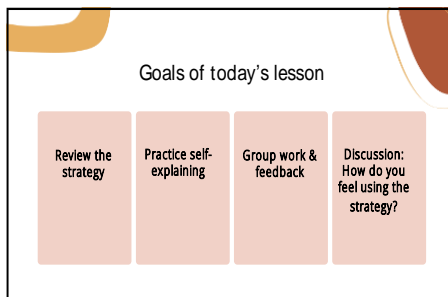 Goals of today’s lesson
Review the
strategy
Practice self-
explaining
Group work &
feedback
Discussion:
How do you
feel using the
strategy?